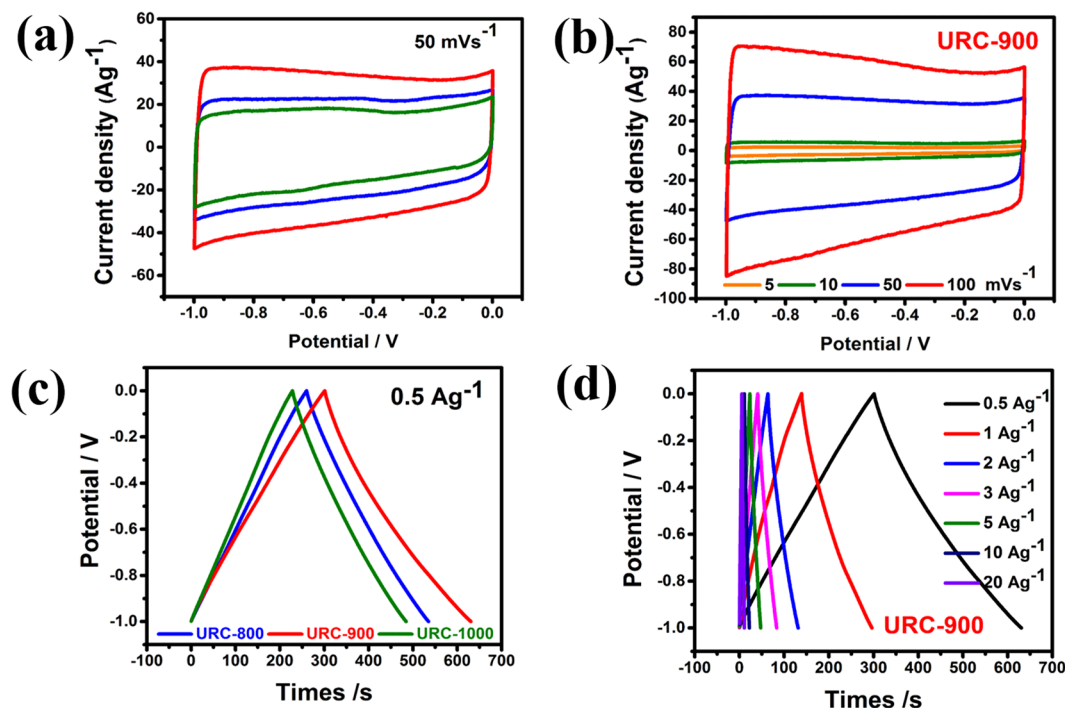 (a)
50 mVs⁻¹
Current density (Ag⁻¹)
60
40
20
0
-20
-40
-60
-1.0 -0.8 -0.6 -0.4 -0.2 0.0
Potential / V
(b)
URC-900
Current density (Ag⁻¹)
80
60
40
20
0
-20
-40
-60
-80
-100
5 10 50 100 mVs⁻¹
-1.0 -0.8 -0.6 -0.4 -0.2 0.0
Potential / V
(c)
0.5 Ag⁻¹
Potential / V
0.0
-0.2
-0.4
-0.6
-0.8
-1.0
URC-800 URC-900 URC-1000
-100 0 100 200 300 400 500 600 700
Times /s
(d)
Potential / V
0.0
-0.2
-0.4
-0.6
-0.8
-1.0
0.5 Ag⁻¹
1 Ag⁻¹
2 Ag⁻¹
3 Ag⁻¹
5 Ag⁻¹
10 Ag⁻¹
20 Ag⁻¹
URC-900
-100 0 100 200 300 400 500 600 700
Times /s